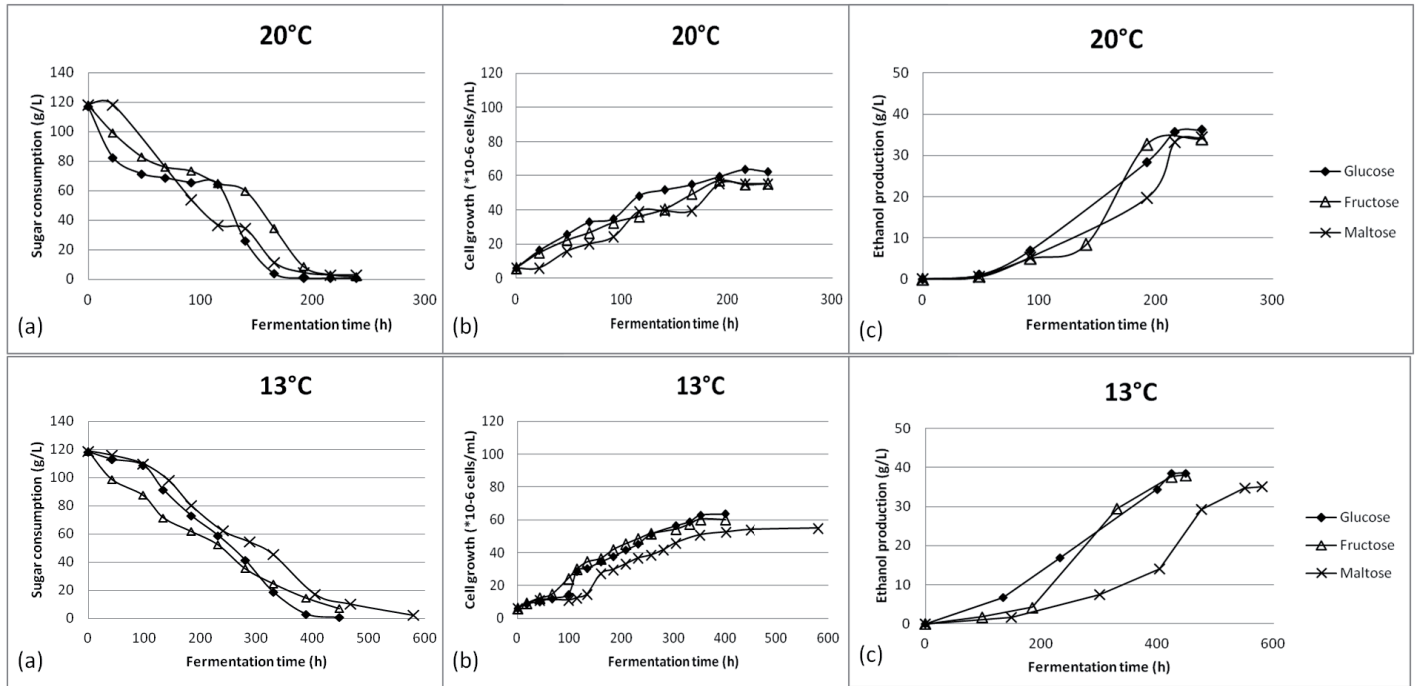 20°C
Sugar consumption (g/L)
140
120
100
80
60
40
20
0
0 100 200 300
(a) Fermentation time (h)
20°C
Cell growth (*10-6 cells/mL)
120
100
80
60
40
20
0
0 100 200 300
(b) Fermentation time (h)
20°C
Ethanol production (g/L)
50
40
30
20
10
0
0 100 200 300
(c) Fermentation time (h)
Glucose
Fructose
Maltose
13°C
Sugar consumption (g/L)
140
120
100
80
60
40
20
0
0 100 200 300 400 500 600
(a) Fermentation time (h)
13°C
Cell growth (*10-6 cells/mL)
120
100
80
60
40
20
0
0 100 200 300 400 500 600
(b) Fermentation time (h)
13°C
Ethanol production (g/L)
50
40
30
20
10
0
0 200 400 600
(c) Fermentation time (h)
Glucose
Fructose
Maltose